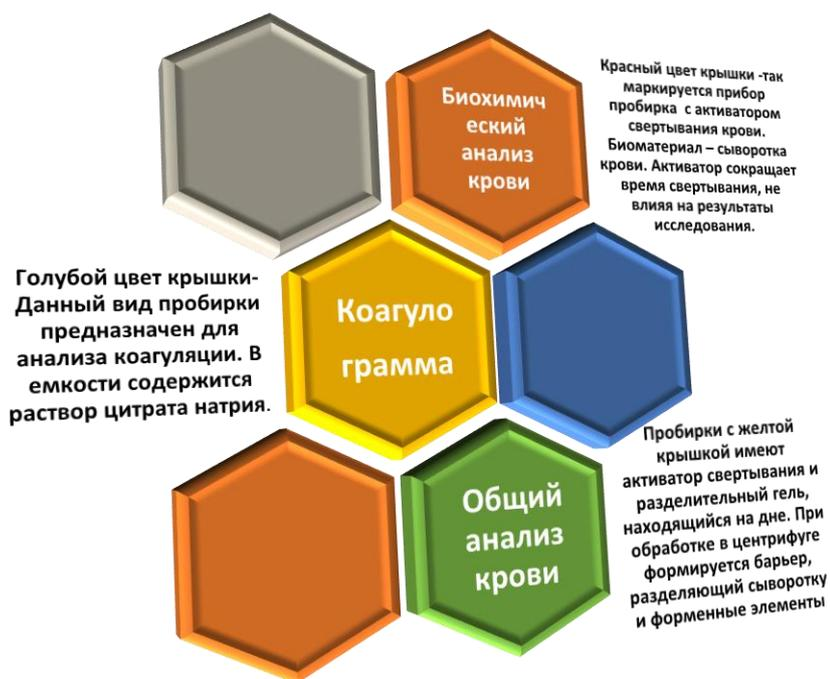 Биохимич
еский
анализ
крови
Красный цвет крышки -так
маркируется прибор
пробирка с активатором
свертывания крови.
Биоматериал – сыворотка
крови. Активатор сокращает
время свертывания, не
влияя на результаты
исследования.
Голубой цвет крышки-
Данный вид пробирки
предназначен для
анализа коагуляции. В
емкости содержится
раствор цитрата натрия.
Коагуло
грамма
Общий
анализ
крови
Пробирки с желтой
крышкой имеют
активатор свертывания и
разделительный гель,
находящийся на дне. При
обработке в центрифуге
формируется барьер,
разделяющий сыворотку
и форменные элементы